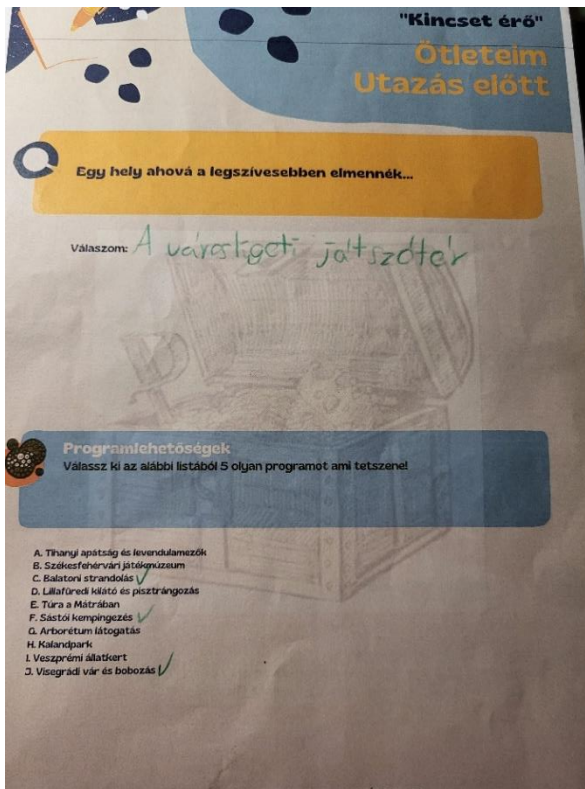 "Kincset érő"
Ötleteim
Utazás előtt
Egy hely ahová a legszívesebben elmennék...
Válaszom: A városligeti játszótér
Programlehetőségek
Válassz ki az alábbi listából 5 olyan programot ami tetszene!
A. Tihanyi apátság és levendulamezők
B. Székesfehérvári játékmúzeum
C. Balatoni strandolás ✓
D. Lillafüredi kilátó és pisztrángozás
E. Túra a Mátrában
F. Sástói kempingezés ✓
G. Arborétum látogatás
H. Kalandpark
I. Veszprémi állatkert
J. Visegrádi vár és bobozás ✓